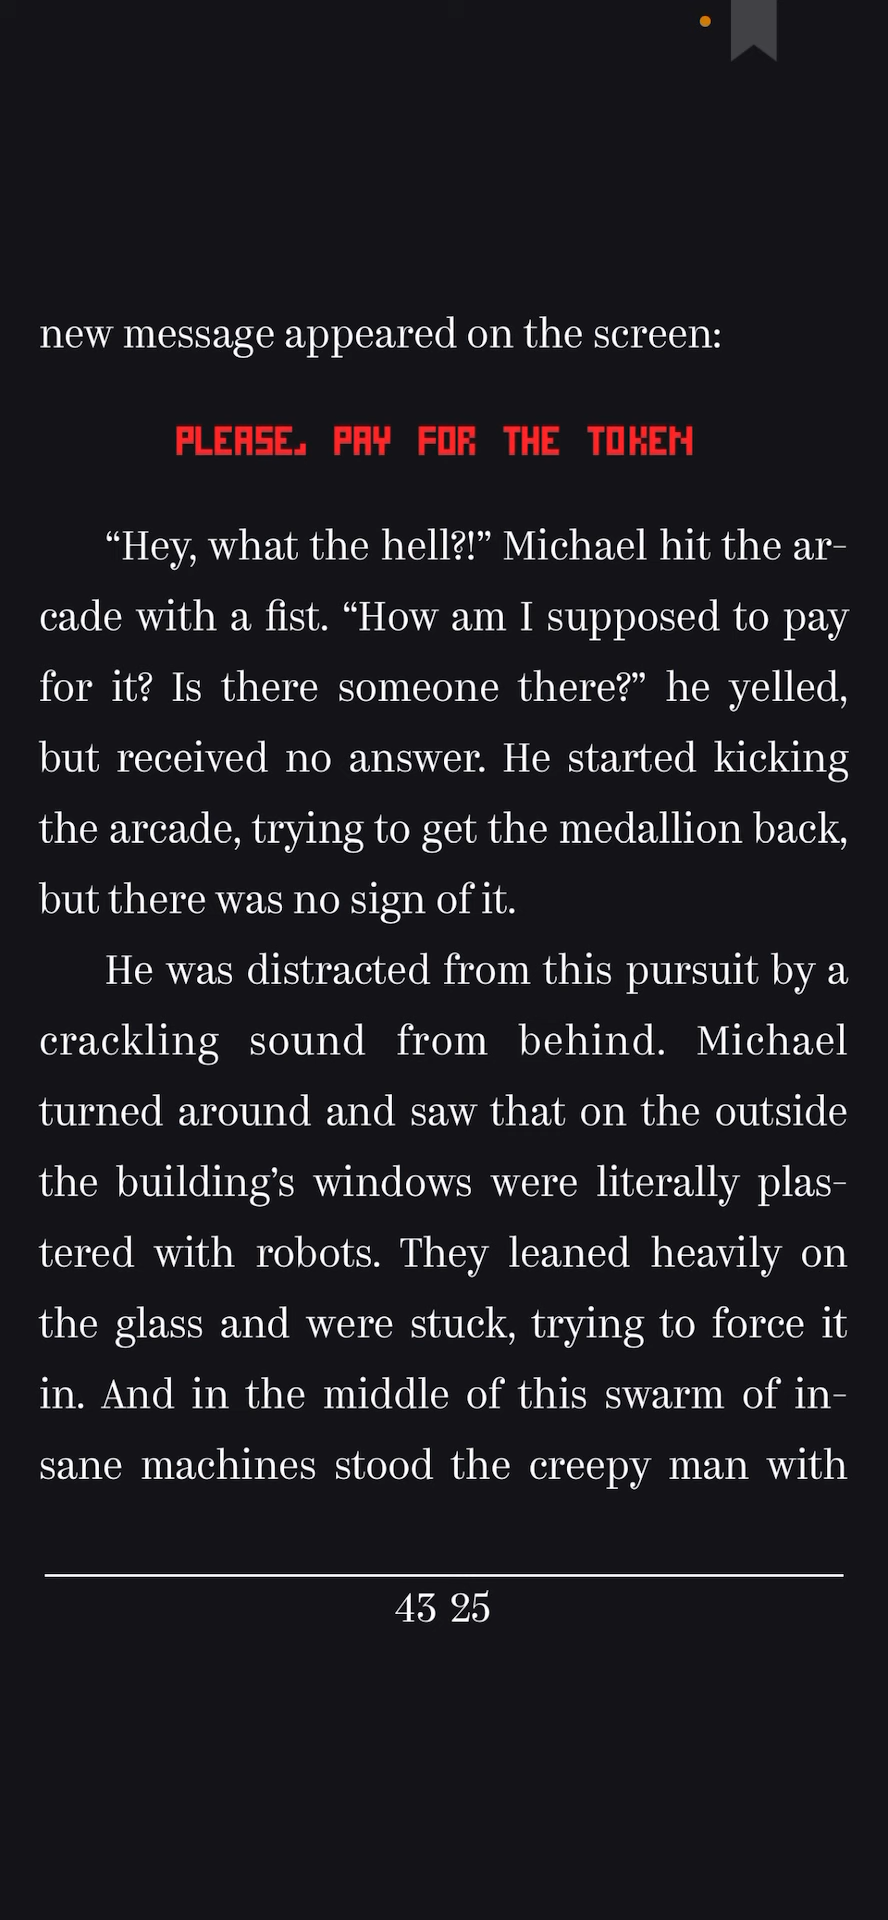 new message appeared on the screen:
PLEASE, PAY FOR THE TOKEN
“Hey, what the hell?!” Michael hit the ar-
cade with a fist. “How am I supposed to pay
for it? Is there someone there?” he yelled,
but received no answer. He started kicking
the arcade, trying to get the medallion back,
but there was no sign of it.
He was distracted from this pursuit by a
crackling sound from behind. Michael
turned around and saw that on the outside
the building’s windows were literally plas-
tered with robots. They leaned heavily on
the glass and were stuck, trying to force it
in. And in the middle of this swarm of in-
sane machines stood the creepy man with
43 25